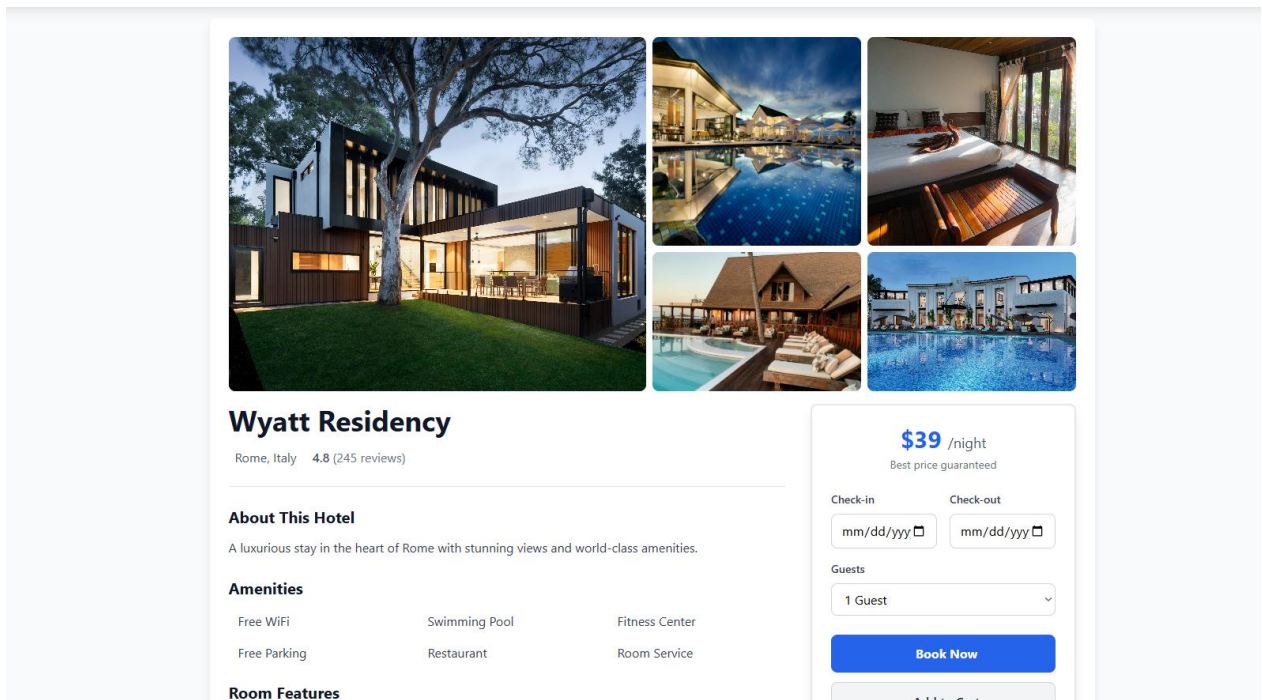 Wyatt Residency
Rome, Italy 4.8 (245 reviews)
About This Hotel
A luxurious stay in the heart of Rome with stunning views and world-class amenities.
Amenities
Free WiFi Swimming Pool Fitness Center
Free Parking Restaurant Room Service
Room Features
$39 /night
Best price guaranteed
Check-in Check-out
mm/dd/yyy mm/dd/yyy
Guests
1 Guest
Book Now